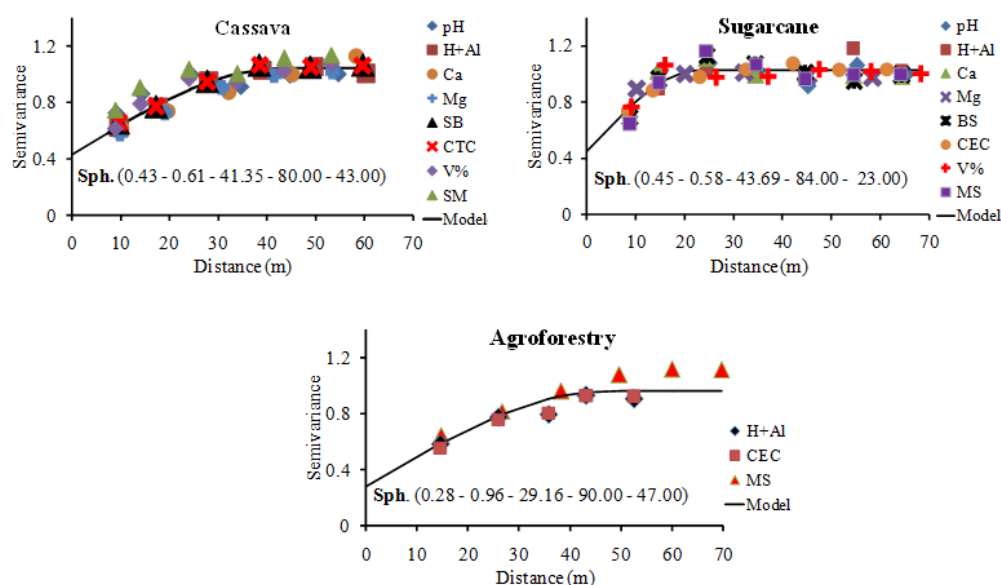 Cassava
Semivariance
1.2
0.8
0.4
0
0 10 20 30 40 50 60 70
Distance (m)
Sph. (0.43 - 0.61 - 41.35 - 80.00 - 43.00)
pH
H+Al
Ca
Mg
SB
CTC
V%
SM
Model
Sugarcane
Semivariance
1.2
0.8
0.4
0
0 10 20 30 40 50 60 70
Distance (m)
Sph. (0.45 - 0.58 - 43.69 - 84.00 - 23.00)
pH
H+Al
Ca
Mg
BS
CEC
V%
MS
Model
Agroforestry
Semivariance
1.2
0.8
0.4
0
0 10 20 30 40 50 60 70
Distance (m)
Sph. (0.28 - 0.96 - 29.16 - 90.00 - 47.00)
H+Al
CEC
MS
Model